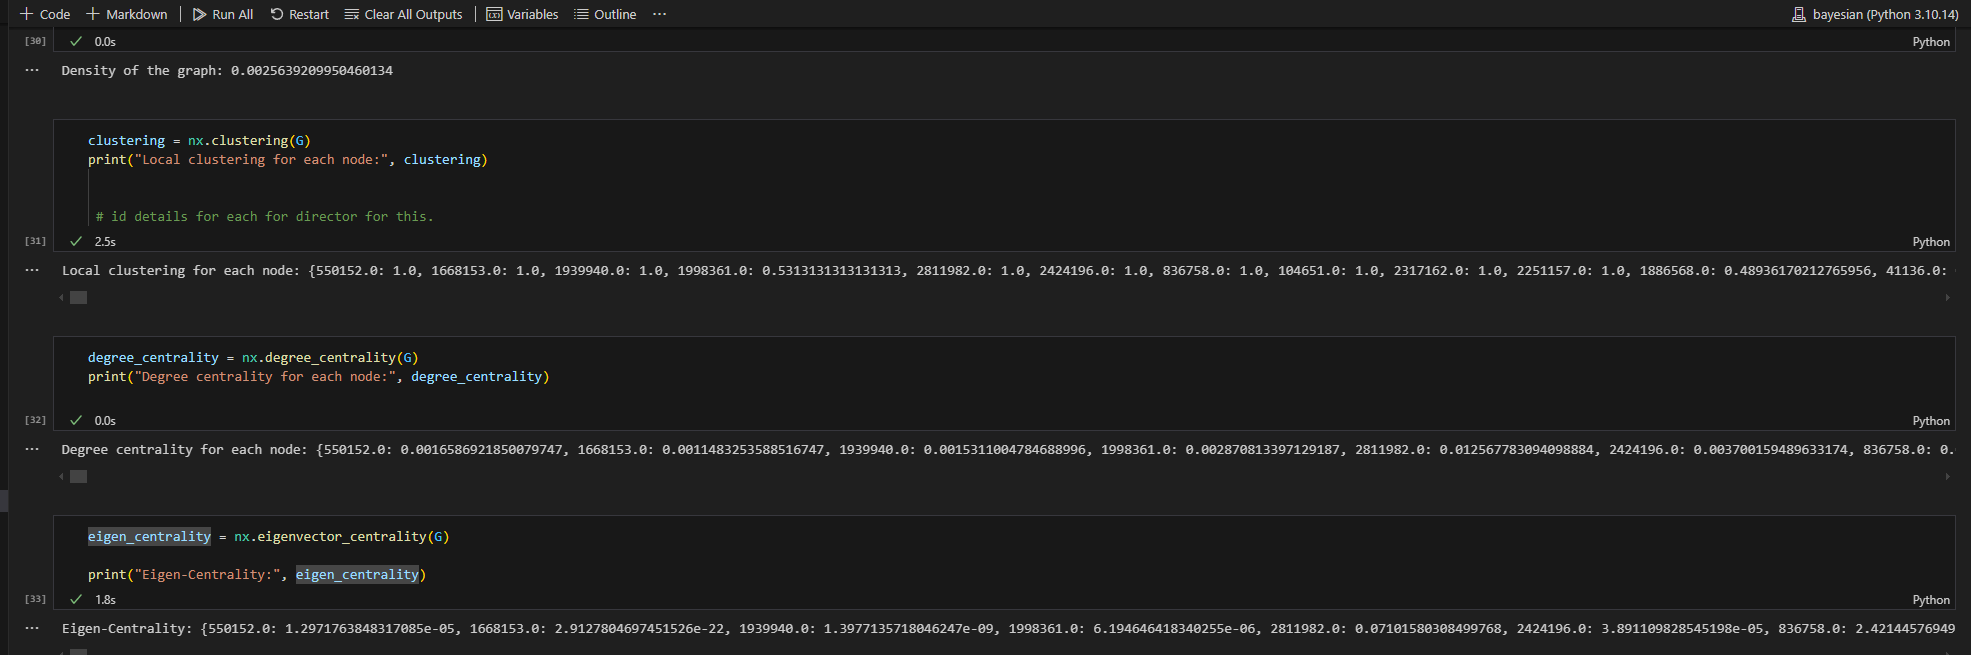 Code Markdown Run All Restart Clear All Outputs Variables Outline ··· bayesian (Python 3.10.14)
[30] 0.0s Python
··· Density of the graph: 0.0025639209950460134
clustering = nx.clustering(G)
print("Local clustering for each node:", clustering)
# id details for each for director for this.
[31] 2.5s Python
··· Local clustering for each node: {550152.0: 1.0, 1668153.0: 1.0, 1939940.0: 1.0, 1998361.0: 0.5313131313131313, 2811982.0: 1.0, 2424196.0: 1.0, 836758.0: 1.0, 104651.0: 1.0, 2317162.0: 1.0, 2251157.0: 1.0, 1886568.0: 0.48936170212765956, 41136.0:
degree_centrality = nx.degree_centrality(G)
print("Degree centrality for each node:", degree_centrality)
[32] 0.0s Python
··· Degree centrality for each node: {550152.0: 0.0016586921850079747, 1668153.0: 0.0011483253588516747, 1939940.0: 0.0015311004784688996, 1998361.0: 0.002870813397129187, 2811982.0: 0.012567783094098884, 2424196.0: 0.003700159489633174, 836758.0: 0.
eigen_centrality = nx.eigenvector_centrality(G)
print("Eigen-Centrality:", eigen_centrality)
[33] 1.8s Python
··· Eigen-Centrality: {550152.0: 1.2971763848317085e-05, 1668153.0: 2.9127804697451526e-22, 1939940.0: 1.3977135718046247e-09, 1998361.0: 6.194646418340255e-06, 2811982.0: 0.07101580308499768, 2424196.0: 3.891109828545198e-05, 836758.0: 2.42144576949